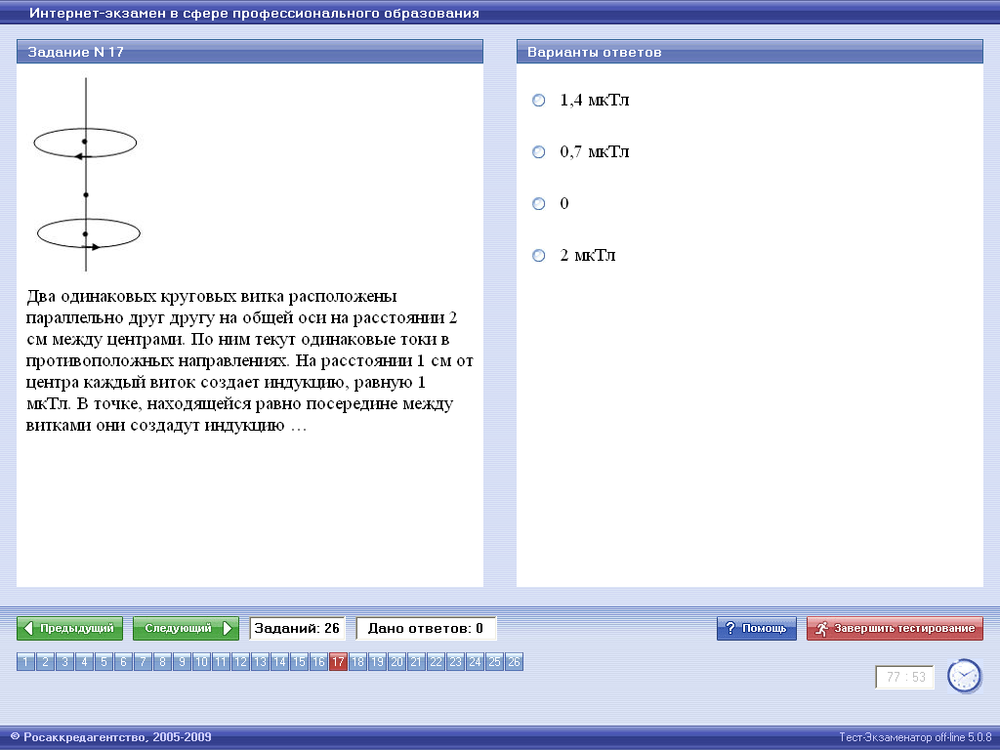 Интернет-экзамен в сфере профессионального образования
Задание N 17
Два одинаковых круговых витка расположены
параллельно друг другу на общей оси на расстоянии 2
см между центрами. По ним текут одинаковые токи в
противоположных направлениях. На расстоянии 1 см от
центра каждый виток создает индукцию, равную 1
мкТл. В точке, находящейся равно посередине между
витками они создадут индукцию …
Варианты ответов
1,4 мкТл
0,7 мкТл
0
2 мкТл
Предыдущий
Следующий
Заданий: 26
Дано ответов: 0
? Помощь
Завершить тестирование
1 2 3 4 5 6 7 8 9 10 11 12 13 14 15 16 17 18 19 20 21 22 23 24 25 26
77 : 53
© Росаккредагентство, 2005-2009
Тест-Экзаменатор off-line 5.0.8